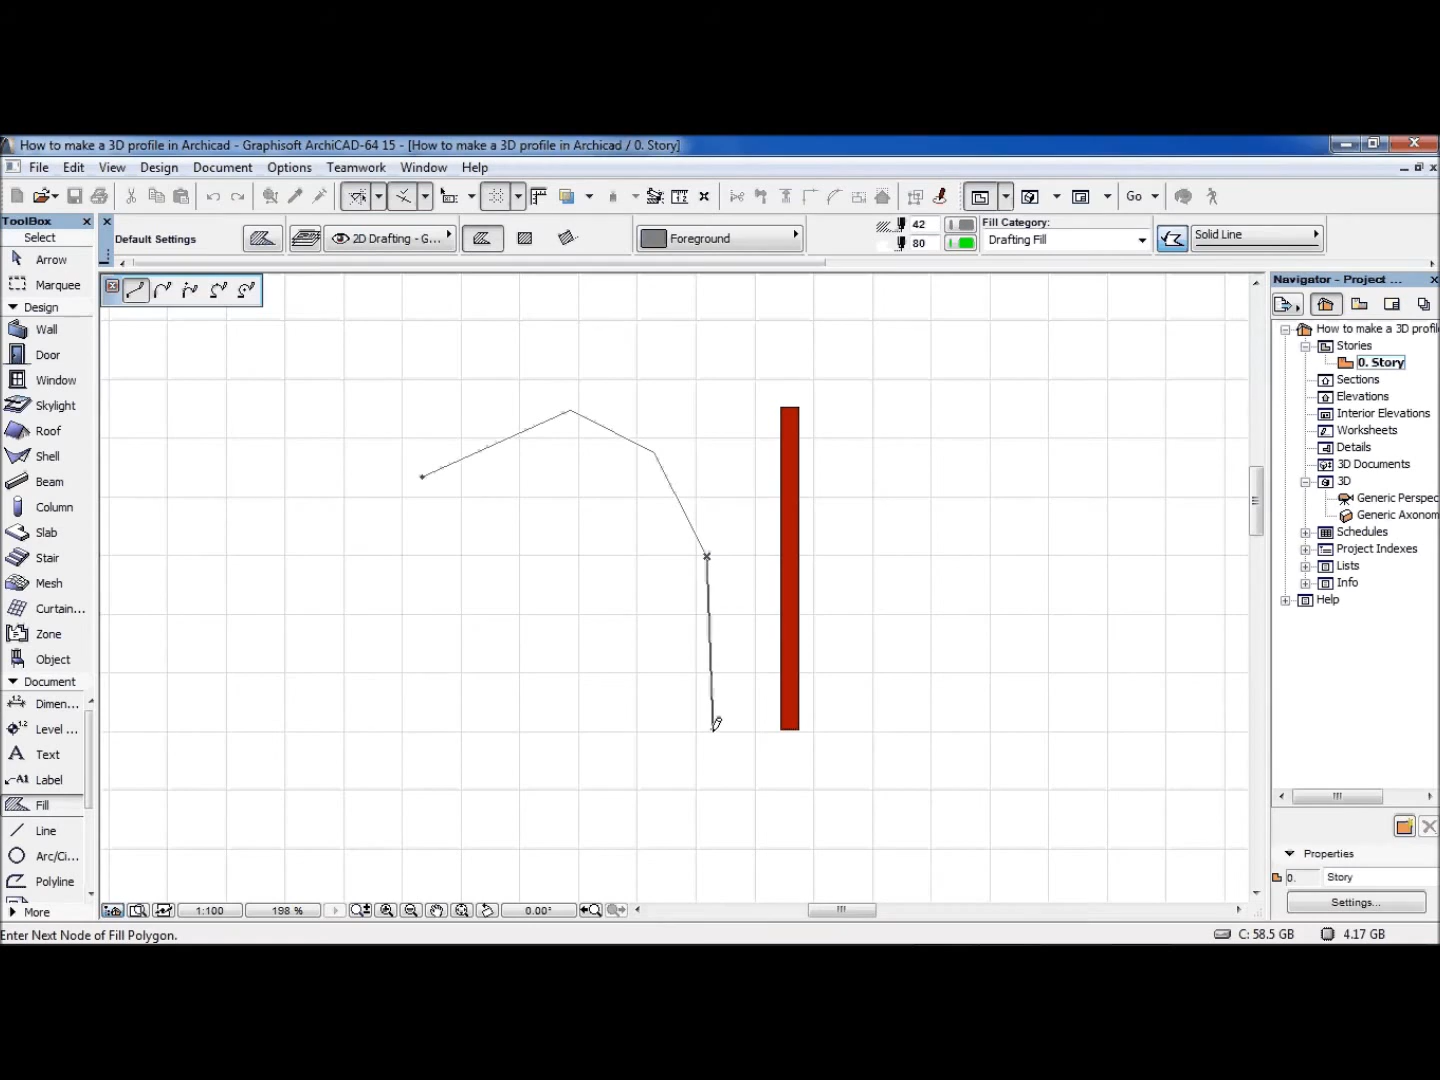 How to make a 3D profile in Archicad - Graphisoft ArchiCAD-64 15 - [How to make a 3D profile in Archicad / 0. Story]
File Edit View Design Document Options Teamwork Window Help
Go
ToolBox
Select
Arrow
Marquee
Design
Wall
Door
Window
Skylight
Roof
Shell
Beam
Column
Slab
Stair
Mesh
Curtain...
Zone
Object
Document
1.2 Dimen...
1.2 Level ...
A Text
A1 Label
Fill
Line
Arc/Ci...
Polyline
More
Default Settings
2D Drafting - G...
Foreground
42
80
Fill Category:
Drafting Fill
Solid Line
Navigator - Project ...
How to make a 3D profil
Stories
0. Story
Sections
Elevations
Interior Elevations
Worksheets
Details
3D Documents
3D
Generic Perspec
Generic Axonom
Schedules
Project Indexes
Lists
Info
Help
Properties
0. Story
Settings...
1:100
198 %
0.00°
Enter Next Node of Fill Polygon.
C: 58.5 GB
4.17 GB